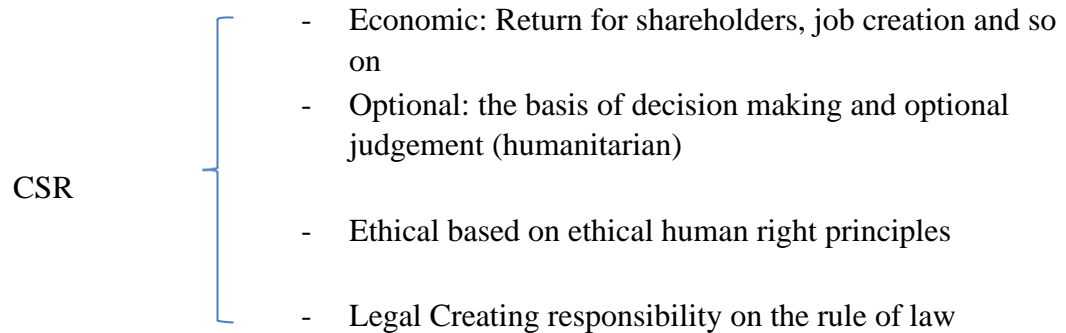 - Economic: Return for shareholders, job creation and so
on
- Optional: the basis of decision making and optional
judgement (humanitarian)
CSR
- Ethical based on ethical human right principles
- Legal Creating responsibility on the rule of law